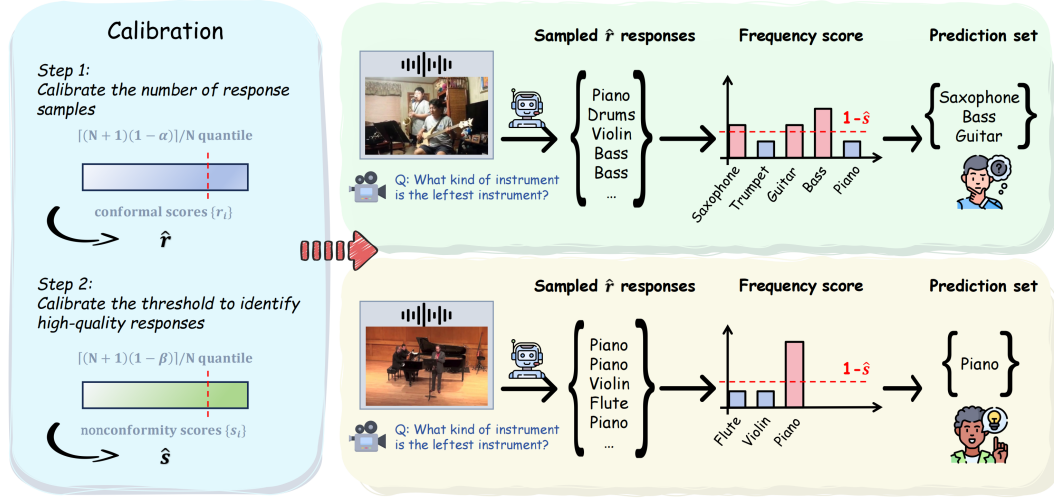 Calibration
Step 1:
Calibrate the number of response
samples
⌈(N + 1)(1 − α)⌉/N quantile
conformal scores {rᵢ}
r̂
Step 2:
Calibrate the threshold to identify
high-quality responses
⌈(N + 1)(1 − β)⌉/N quantile
nonconformity scores {sᵢ}
ŝ
Sampled r̂ responses
Frequency score
Prediction set
Piano
Drums
Violin
Bass
Bass
...
1-ŝ
Saxophone
Trumpet
Guitar
Bass
Piano
Saxophone
Bass
Guitar
Q: What kind of instrument
is the leftest instrument?
Sampled r̂ responses
Frequency score
Prediction set
Piano
Piano
Violin
Flute
Piano
...
1-ŝ
Flute
Violin
Piano
Piano
Q: What kind of instrument
is the leftest instrument?